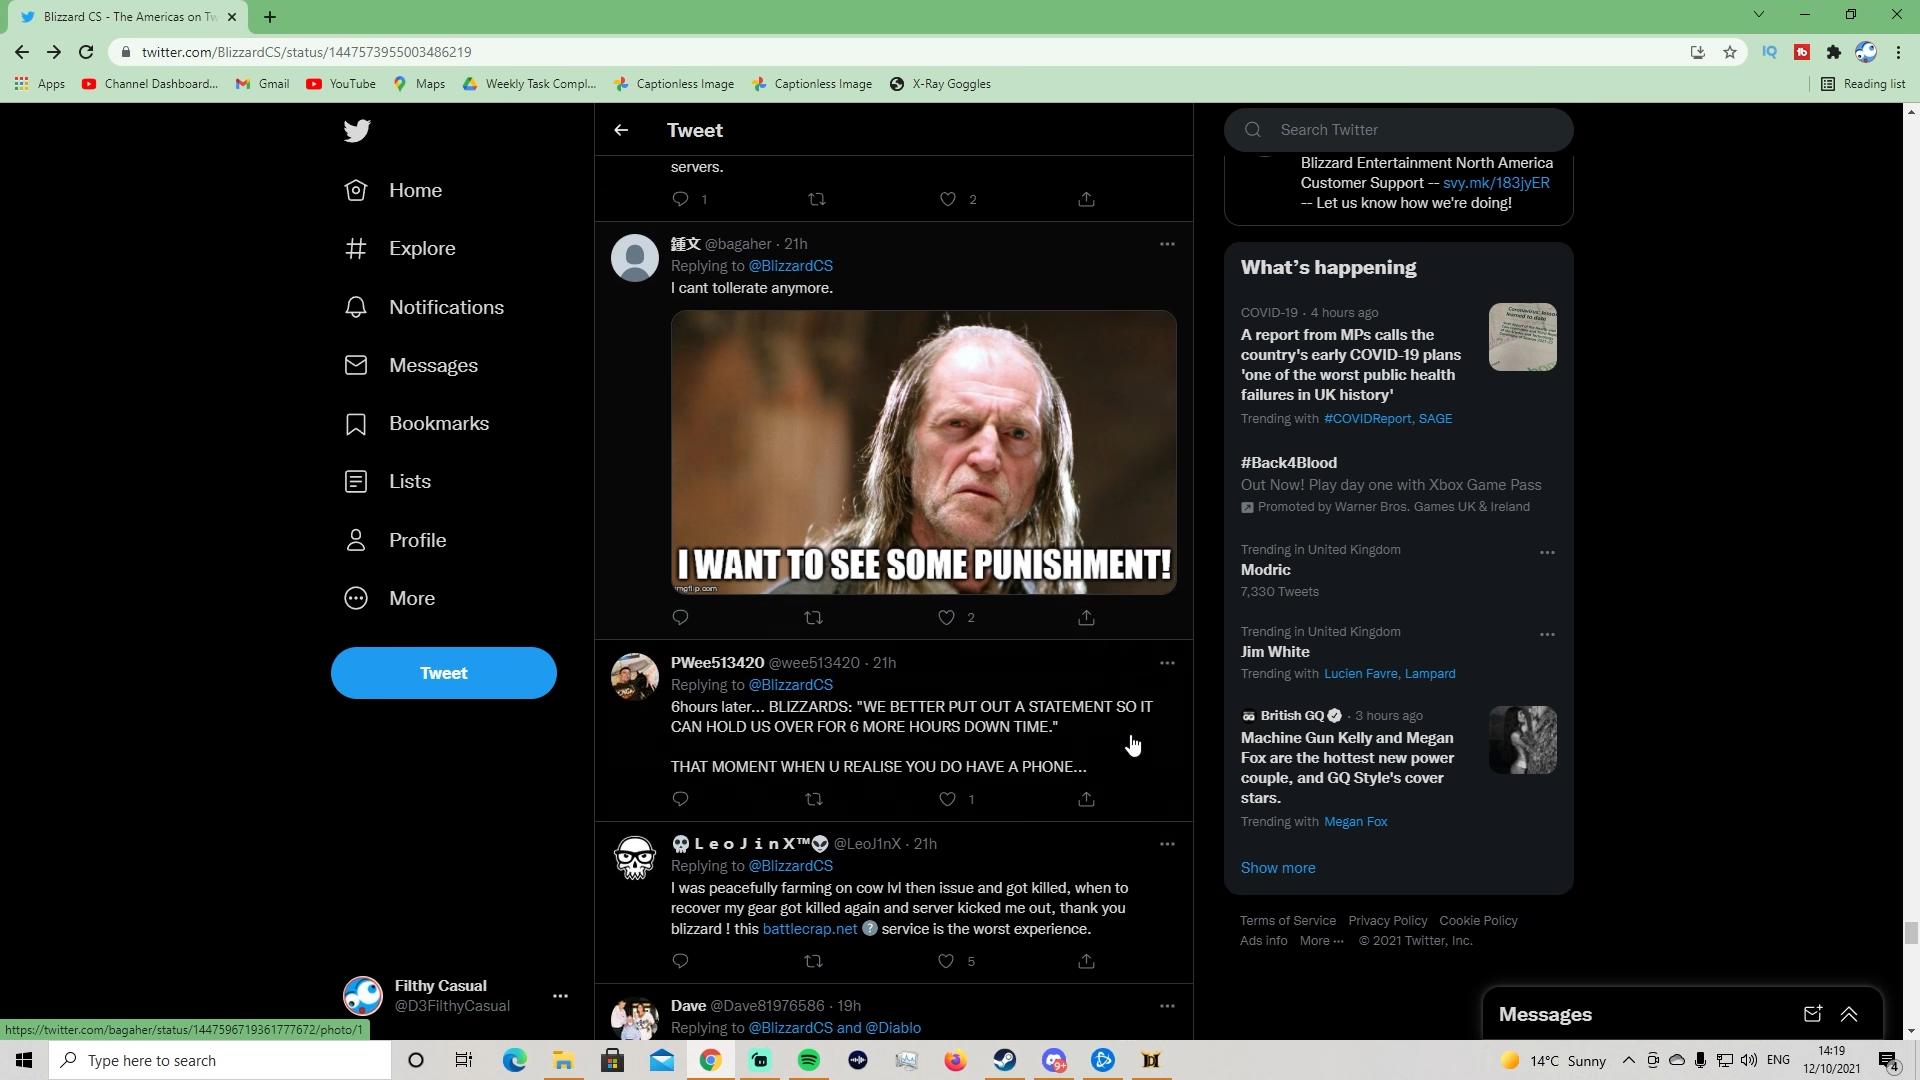 Blizzard CS - The Americas on Tw
twitter.com/BlizzardCS/status/1447573955003486219
Apps
Channel Dashboard...
Gmail
YouTube
Maps
Weekly Task Compl...
Captionless Image
Captionless Image
X-Ray Goggles
Reading list
Home
Explore
Notifications
Messages
Bookmarks
Lists
Profile
More
Tweet
Filthy Casual
@D3FilthyCasual
https://twitter.com/bagaher/status/1447596719361777672/photo/1
Tweet
servers.
1
2
鍾文 @bagaher · 21h
Replying to @BlizzardCS
I cant tollerate anymore.
I WANT TO SEE SOME PUNISHMENT!
imgflip.com
2
PWee513420 @wee513420 · 21h
Replying to @BlizzardCS
6hours later... BLIZZARDS: "WE BETTER PUT OUT A STATEMENT SO IT
CAN HOLD US OVER FOR 6 MORE HOURS DOWN TIME."
THAT MOMENT WHEN U REALISE YOU DO HAVE A PHONE...
1
L e o J i n X™ @LeoJ1nX · 21h
Replying to @BlizzardCS
I was peacefully farming on cow lvl then issue and got killed, when to
recover my gear got killed again and server kicked me out, thank you
blizzard ! this battlecrap.net service is the worst experience.
5
Dave @Dave81976586 · 19h
Replying to @BlizzardCS and @Diablo
Search Twitter
Blizzard Entertainment North America
Customer Support -- svy.mk/183jyER
-- Let us know how we're doing!
What's happening
COVID-19 · 4 hours ago
A report from MPs calls the
country's early COVID-19 plans
'one of the worst public health
failures in UK history'
Trending with #COVIDReport, SAGE
#Back4Blood
Out Now! Play day one with Xbox Game Pass
Promoted by Warner Bros. Games UK & Ireland
Trending in United Kingdom
Modric
7,330 Tweets
Trending in United Kingdom
Jim White
Trending with Lucien Favre, Lampard
British GQ · 3 hours ago
Machine Gun Kelly and Megan
Fox are the hottest new power
couple, and GQ Style's cover
stars.
Trending with Megan Fox
Show more
Terms of Service Privacy Policy Cookie Policy
Ads info More ··· © 2021 Twitter, Inc.
Messages
Type here to search
14°C Sunny
ENG
14:19
12/10/2021
4